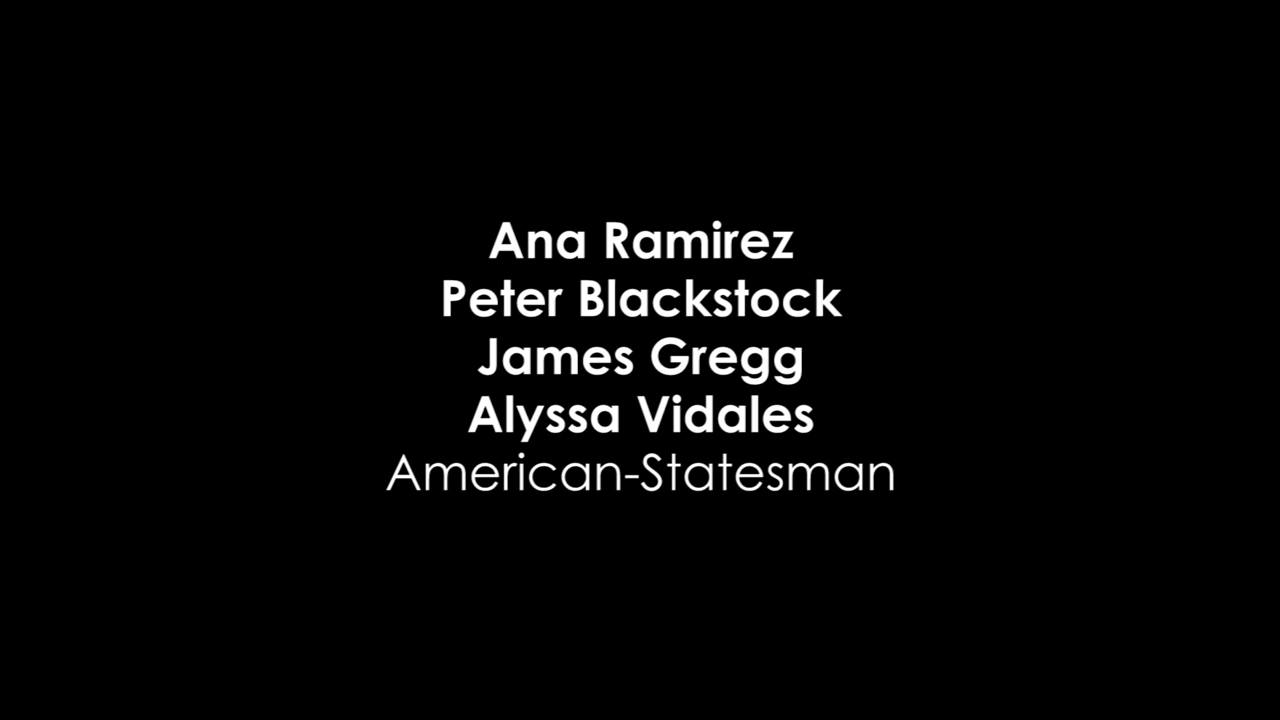 Ana Ramirez
Peter Blackstock
James Gregg
Alyssa Vidales
American-Statesman